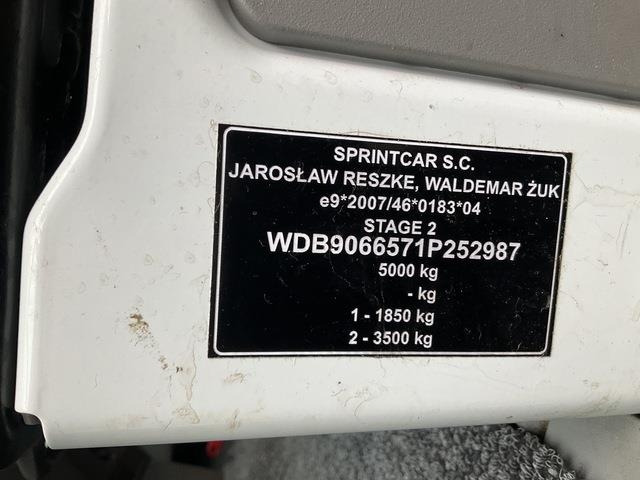 SPRINTCAR S.C.
JAROSŁAW RESZKE, WALDEMAR ŻUK
e9*2007/46*0183*04
STAGE 2
WDB9066571P252987
5000 kg
- kg
1 - 1850 kg
2 - 3500 kg